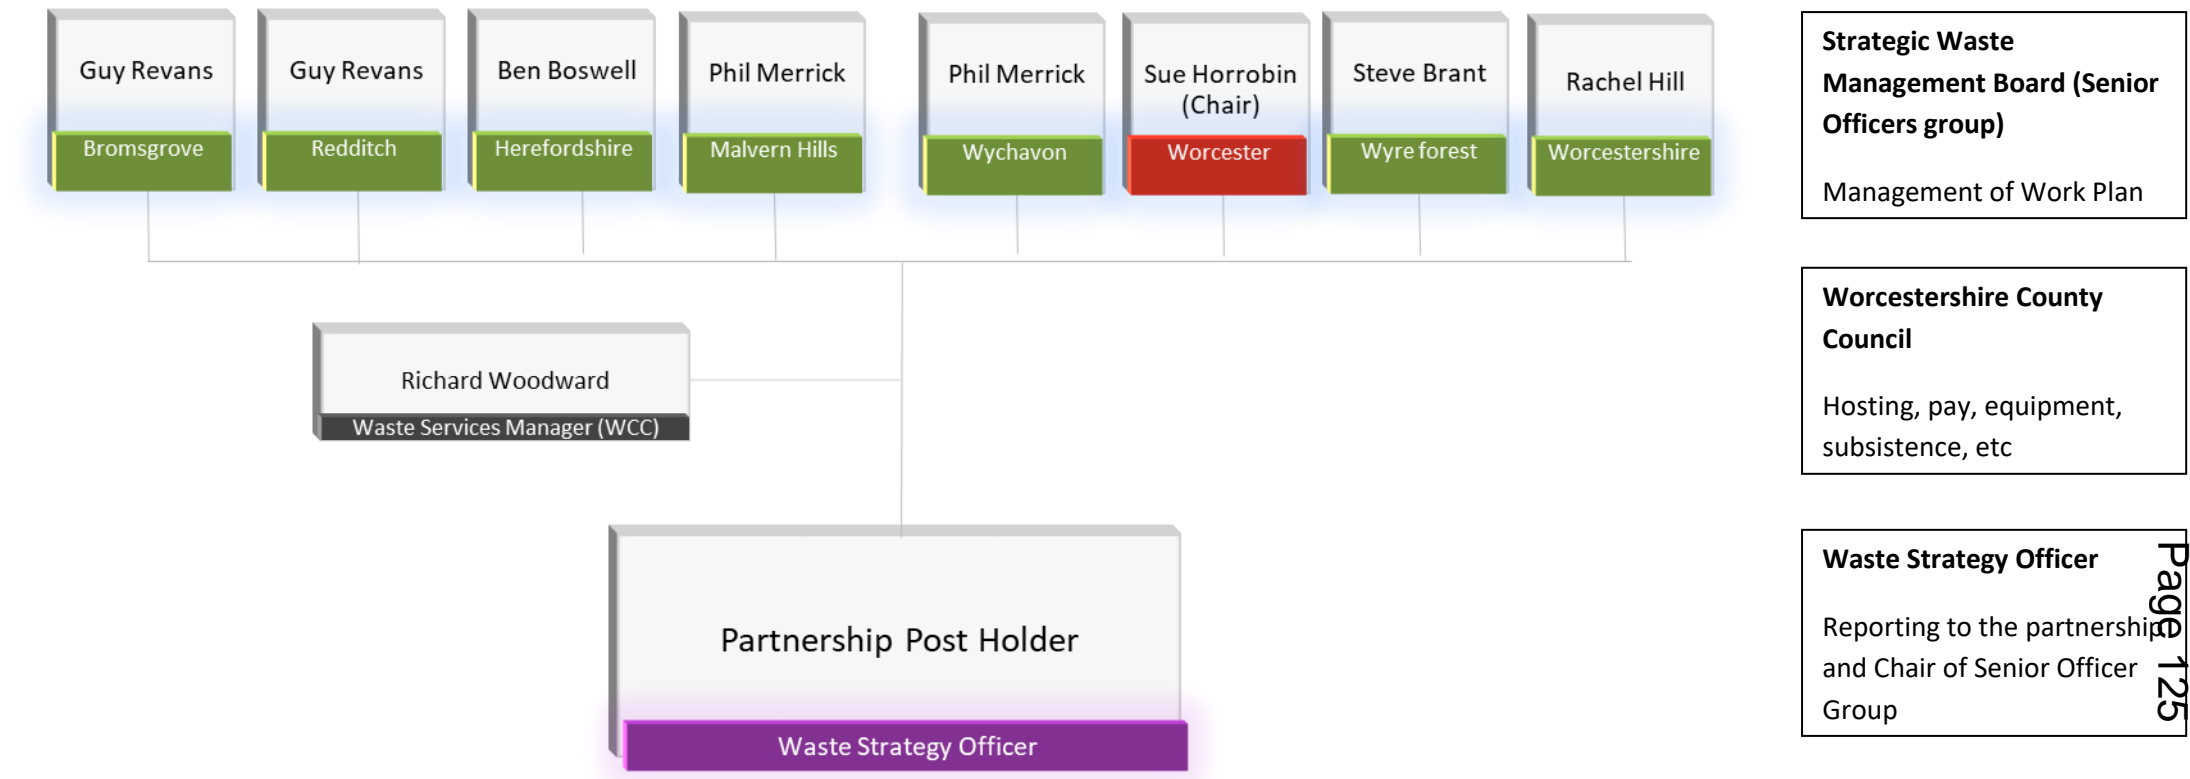 Guy Revans
Bromsgrove
Guy Revans
Redditch
Ben Boswell
Herefordshire
Phil Merrick
Malvern Hills
Phil Merrick
Wychavon
Sue Horrobin
(Chair)
Worcester
Steve Brant
Wyre forest
Rachel Hill
Worcestershire
Strategic Waste
Management Board (Senior
Officers group)
Management of Work Plan
Richard Woodward
Waste Services Manager (WCC)
Worcestershire County
Council
Hosting, pay, equipment,
subsistence, etc
Partnership Post Holder
Waste Strategy Officer
Waste Strategy Officer
Reporting to the partnership
and Chair of Senior Officer
Group
Page 125